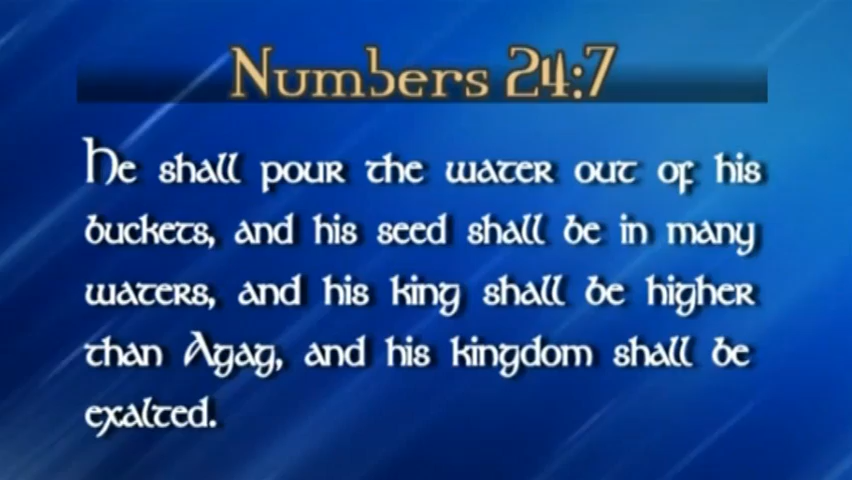 Numbers 24:7
He shall pour the water out of his
buckets, and his seed shall be in many
waters, and his king shall be higher
than Agag, and his kingdom shall be
exalted.